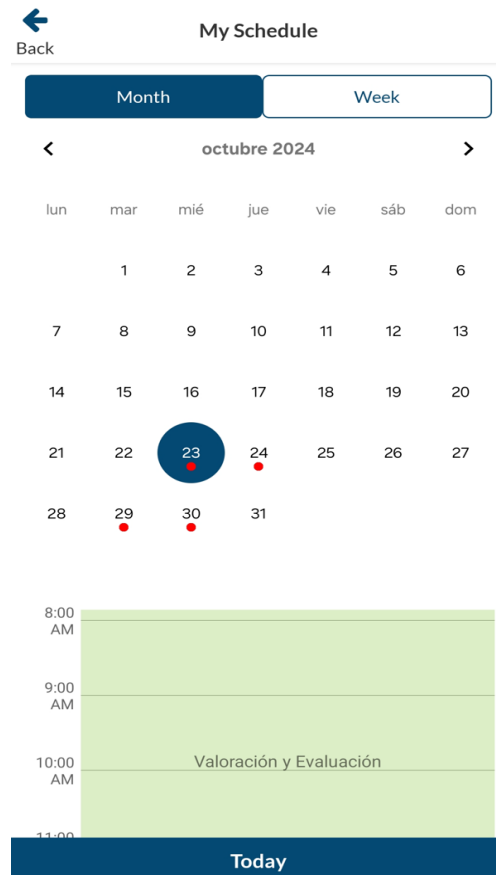 Back
My Schedule
Month Week
octubre 2024
lun mar mié jue vie sáb dom
1 2 3 4 5 6
7 8 9 10 11 12 13
14 15 16 17 18 19 20
21 22 23 24 25 26 27
28 29 30 31
8:00
AM
9:00
AM
Valoración y Evaluación
10:00
AM
11:00
Today